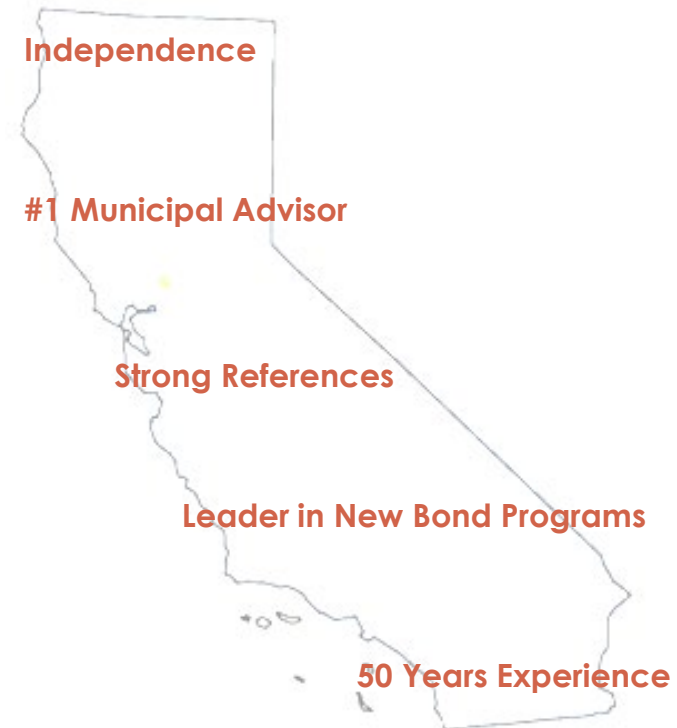 Independence
#1 Municipal Advisor
Strong References
Leader in New Bond Programs
50 Years Experience